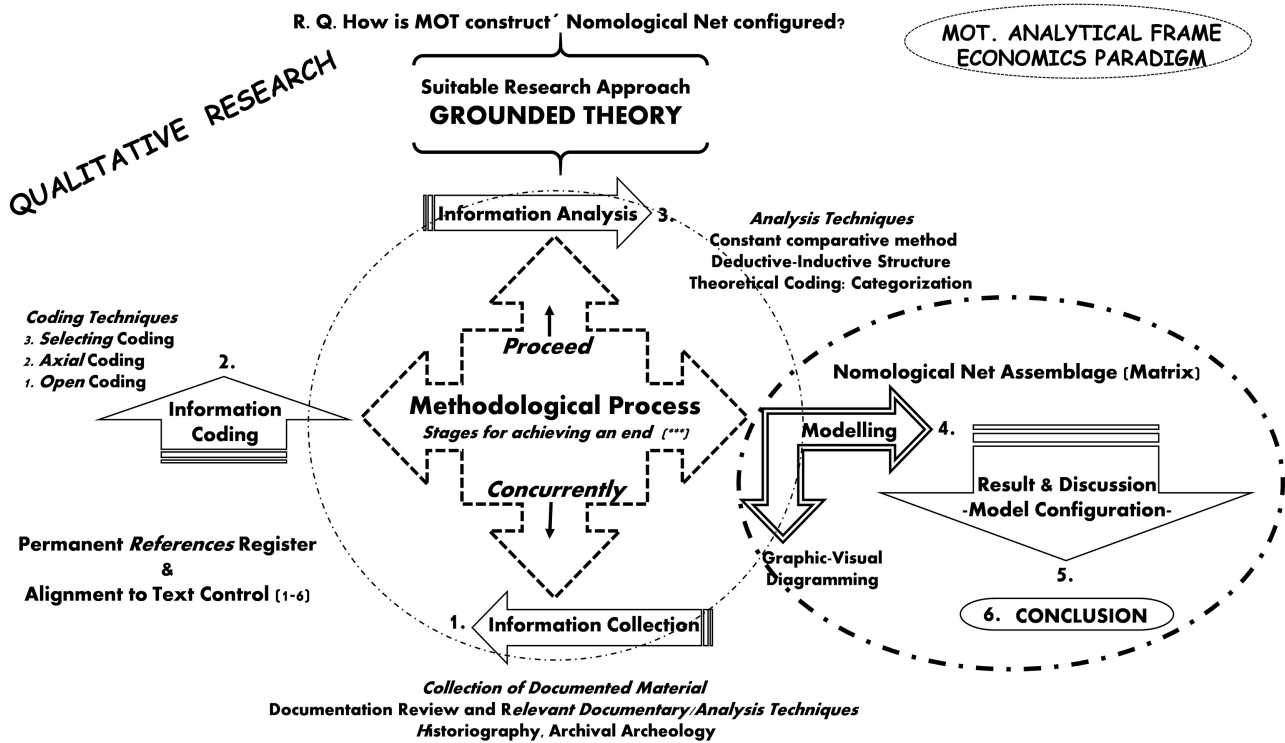 R. Q. How is MOT construct´ Nomological Net configured?
MOT. ANALYTICAL FRAME
ECONOMICS PARADIGM
QUALITATIVE RESEARCH
Suitable Research Approach
GROUNDED THEORY
Information Analysis
3.
Analysis Techniques
Constant comparative method
Deductive-Inductive Structure
Theoretical Coding: Categorization
Coding Techniques
3. Selecting Coding
2. Axial Coding
1. Open Coding
2.
Information
Coding
Proceed
Methodological Process
Stages for achieving an end (***)
Concurrently
Nomological Net Assemblage (Matrix)
Modelling
4.
Result & Discussion
-Model Configuration-
Graphic-Visual
Diagramming
5.
6. CONCLUSION
Permanent References Register
&
Alignment to Text Control (1-6)
1.
Information Collection
Collection of Documented Material
Documentation Review and Relevant Documentary/Analysis Techniques
Historiography, Archival Archeology